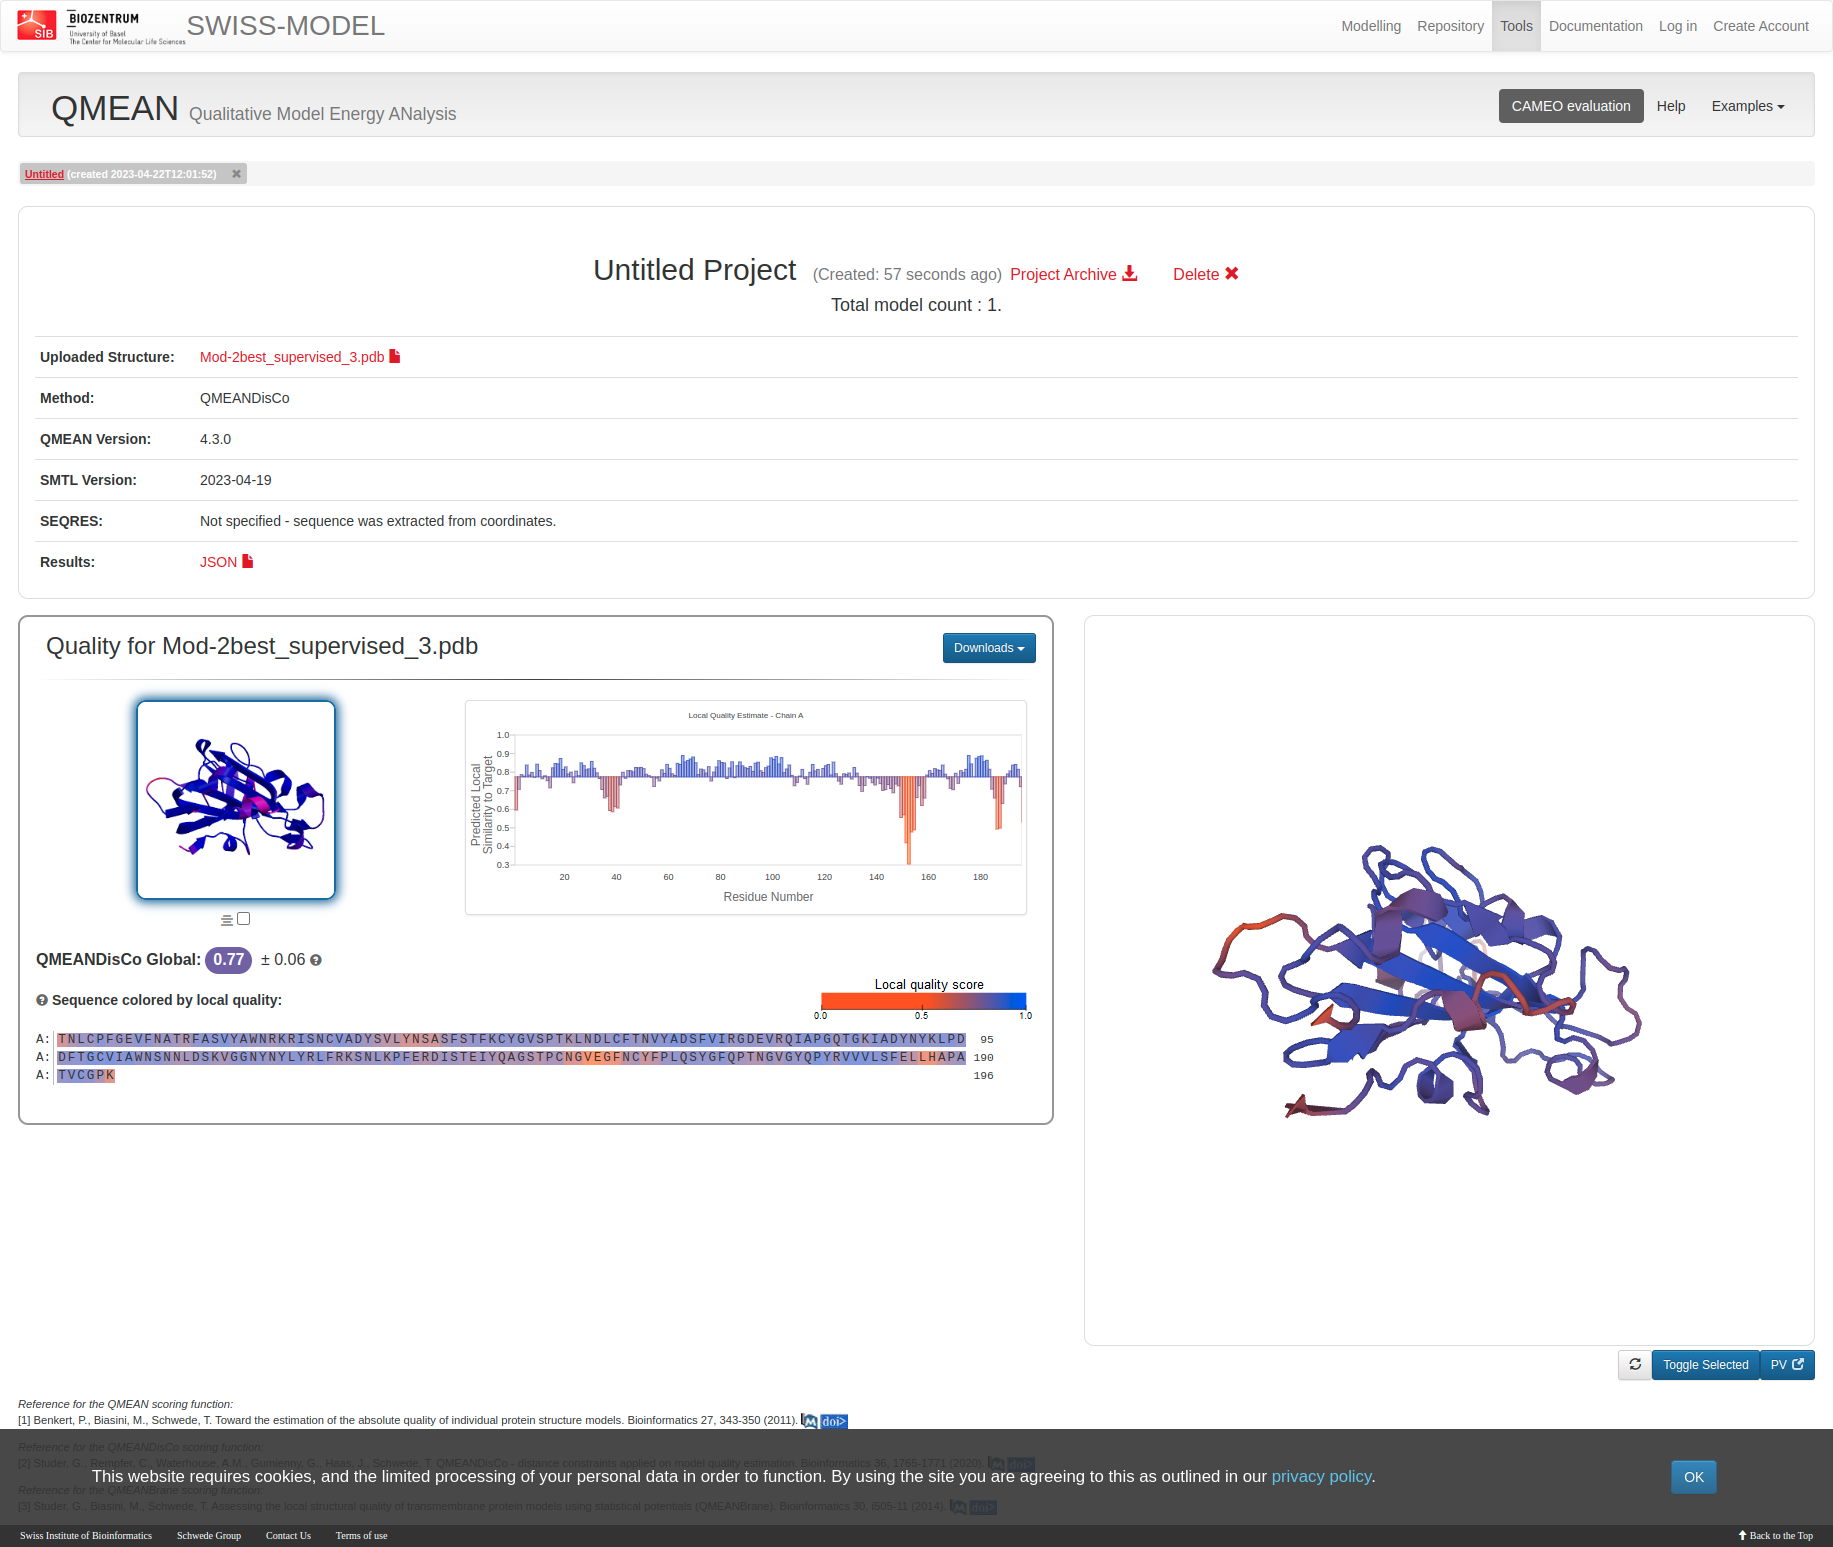 SIB
BIOZENTRUM
University of Basel
The Center for Molecular Life Sciences
SWISS-MODEL
Modelling Repository Tools Documentation Log in Create Account
QMEAN Qualitative Model Energy ANalysis
CAMEO evaluation Help Examples
Untitled (created 2023-04-22T12:01:52)
Untitled Project (Created: 57 seconds ago) Project Archive Delete
Total model count : 1.
Uploaded Structure: Mod-2best_supervised_3.pdb
Method: QMEANDisCo
QMEAN Version: 4.3.0
SMTL Version: 2023-04-19
SEQRES: Not specified - sequence was extracted from coordinates.
Results: JSON
Quality for Mod-2best_supervised_3.pdb
Downloads
Local Quality Estimate - Chain A
Predicted Local
Similarity to Target
1.0
0.9
0.8
0.7
0.6
0.5
0.4
0.3
20 40 60 80 100 120 140 160 180
Residue Number
QMEANDisCo Global: 0.77 ± 0.06
Local quality score
0.0 0.5 1.0
Sequence colored by local quality:
A: TNLCPFGEVFNATRFASVYAWNRKRISNCVADYSVLYNSASFSTFKCYGVSPTKLNDLCFTNVYADSFVIRGDEVRQIAPGQTGKIADYNYKLPD 95
A: DFTGCVIAWNSNNLDSKVGGNYNYLYRLFRKSNLKPFERDISTEIYQAGSTPCNGVEGFNCYFPLQSYGFQPTNGVGYQPYRVVVLSFELLHAPA 190
A: TVCGPK 196
Toggle Selected PV
Reference for the QMEAN scoring function:
[1] Benkert, P., Biasini, M., Schwede, T. Toward the estimation of the absolute quality of individual protein structure models. Bioinformatics 27, 343-350 (2011). M doi>
Reference for the QMEANDisCo scoring function:
[2] Studer, G., Rempfer, C., Waterhouse, A.M., Gumienny, G., Haas, J., Schwede, T. QMEANDisCo - distance constraints applied on model quality estimation. Bioinformatics 36, 1765-1771 (2020). M doi>
This website requires cookies, and the limited processing of your personal data in order to function. By using the site you are agreeing to this as outlined in our privacy policy.
OK
Reference for the QMEANBrane scoring function:
[3] Studer, G., Biasini, M., Schwede, T. Assessing the local structural quality of transmembrane protein models using statistical potentials (QMEANBrane). Bioinformatics 30, i505-11 (2014). M doi>
Swiss Institute of Bioinformatics Schwede Group Contact Us Terms of use
Back to the Top